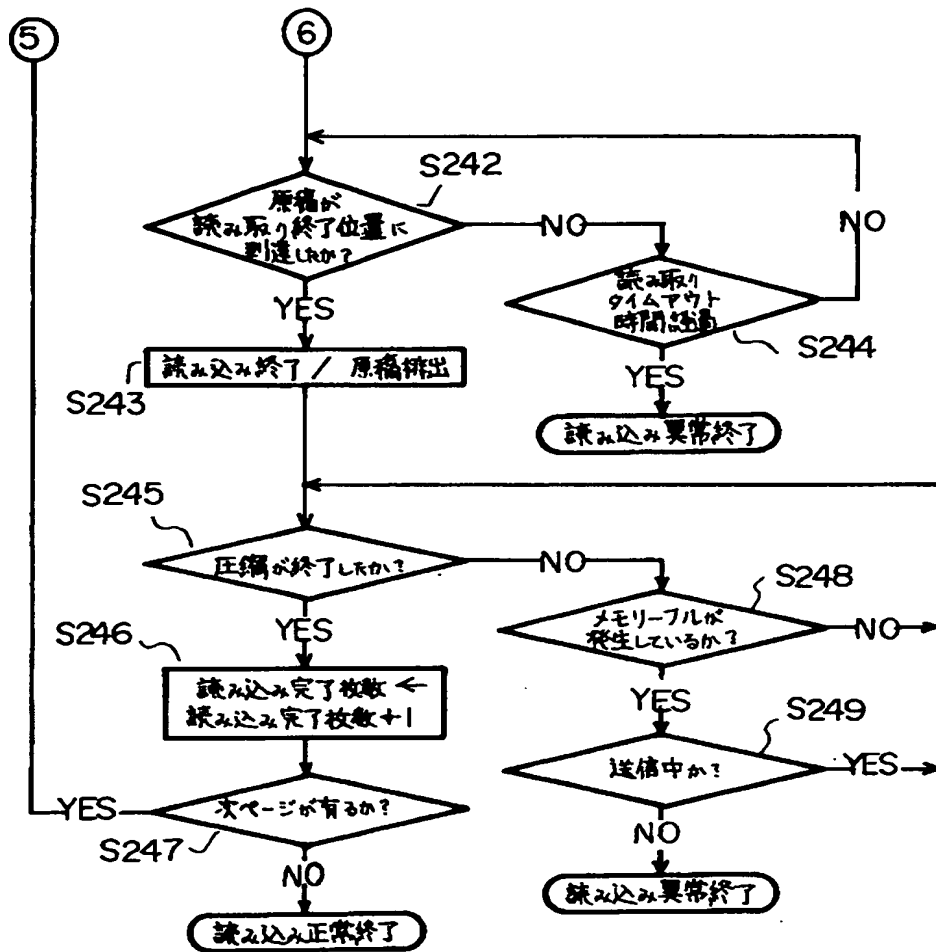 5
6
S242
原稿が
読み取り終了位置に
到達したか?
NO
NO
読み取り
タイムアウト
時間経過
S244
YES
YES
読み込み終了 / 原稿排出
S243
読み込み異常終了
S245
圧縮が終了したか?
NO
S248
メモリーフルが
発生しているか?
NO
YES
YES
S246
読み込み完了枚数 ←
読み込み完了枚数+1
S249
送信中か?
YES
次ページが有るか?
YES
S247
NO
NO
読み込み異常終了
読み込み正常終了